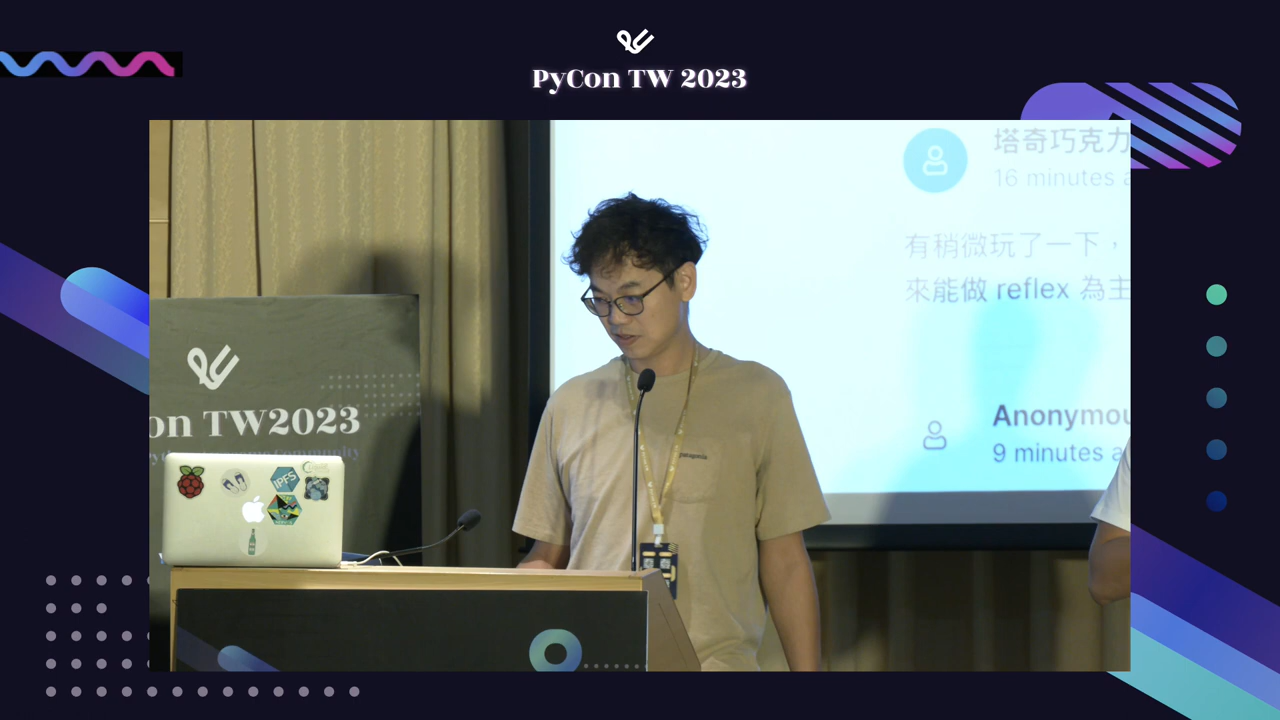 PyCon TW 2023
塔奇巧克力
16 minutes a
有稍微玩了一下，
來能做 reflex 為主
Anonymou
9 minutes a
on TW2023
IPFS
patagonia